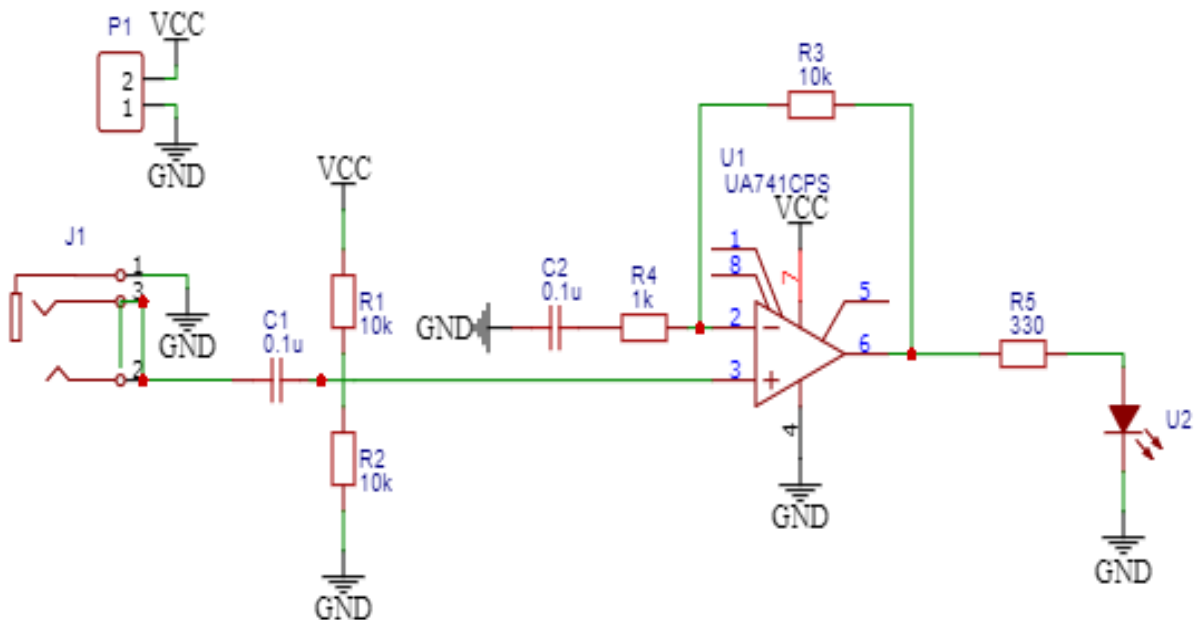 P1
VCC
2
1
GND
J1
1
3
2
GND
C1
0.1u
VCC
R1
10k
R2
10k
GND
GND
C2
0.1u
R4
1k
R3
10k
U1
UA741CPS
VCC
1
8
7
2
3
5
6
4
GND
R5
330
U2
GND